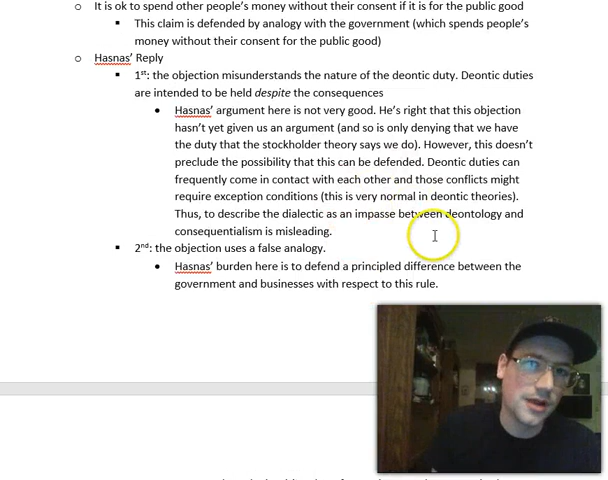 It is ok to spend other people's money without their consent if it is for the public good
This claim is defended by analogy with the government (which spends people's
money without their consent for the public good)
Hasnas' Reply
1st: the objection misunderstands the nature of the deontic duty. Deontic duties
are intended to be held despite the consequences
Hasnas' argument here is not very good. He's right that this objection
hasn't yet given us an argument (and so is only denying that we have
the duty that the stockholder theory says we do). However, this doesn't
preclude the possibility that this can be defended. Deontic duties can
frequently come in contact with each other and those conflicts might
require exception conditions (this is very normal in deontic theories).
Thus, to describe the dialectic as an impasse between deontology and
consequentialism is misleading.
2nd: the objection uses a false analogy.
Hasnas' burden here is to defend a principled difference between the
government and businesses with respect to this rule.